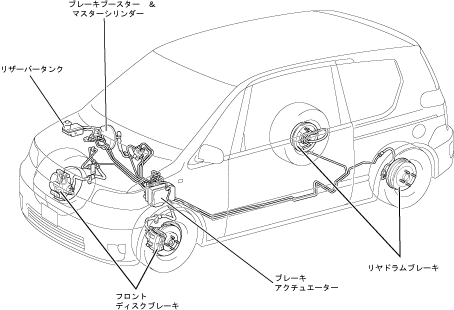 ブレーキブースター ＆
マスターシリンダー
リザーバータンク
リヤドラムブレーキ
ブレーキ
アクチュエーター
フロント
ディスクブレーキ